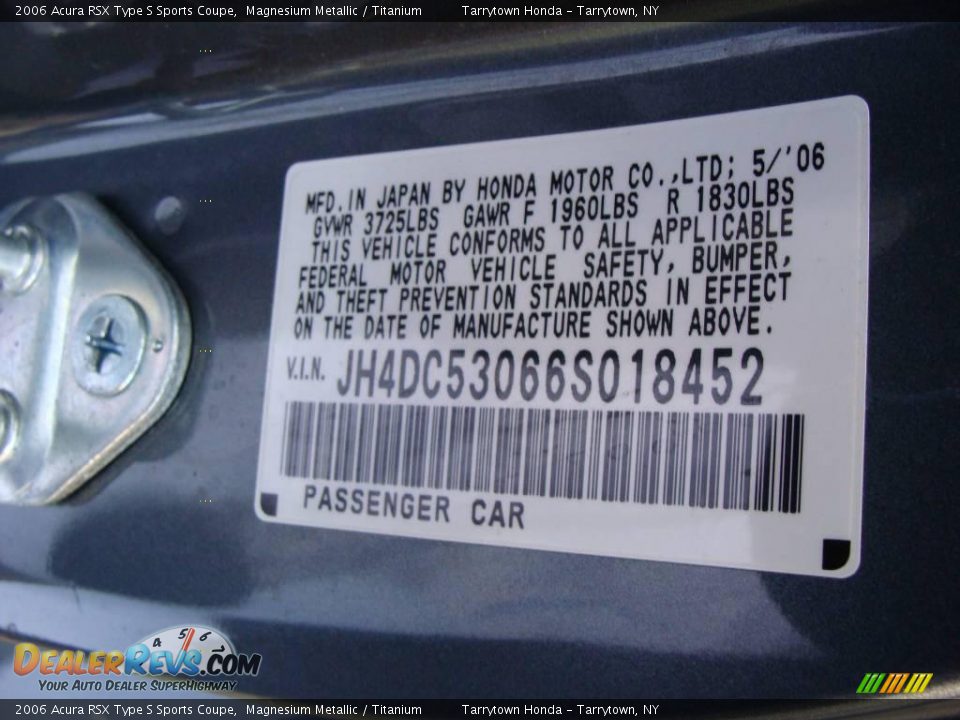 2006 Acura RSX Type S Sports Coupe, Magnesium Metallic / Titanium Tarrytown Honda - Tarrytown, NY
MFD. IN JAPAN BY HONDA MOTOR CO., LTD; 5/'06
GVWR 3725LBS GAWR F 1960LBS R 1830LBS
THIS VEHICLE CONFORMS TO ALL APPLICABLE
FEDERAL MOTOR VEHICLE SAFETY, BUMPER,
AND THEFT PREVENTION STANDARDS IN EFFECT
ON THE DATE OF MANUFACTURE SHOWN ABOVE.
V.I.N. JH4DC53066S018452
PASSENGER CAR
4 5 6
DEALERREVS.COM
YOUR AUTO DEALER SUPERHIGHWAY
2006 Acura RSX Type S Sports Coupe, Magnesium Metallic / Titanium Tarrytown Honda - Tarrytown, NY